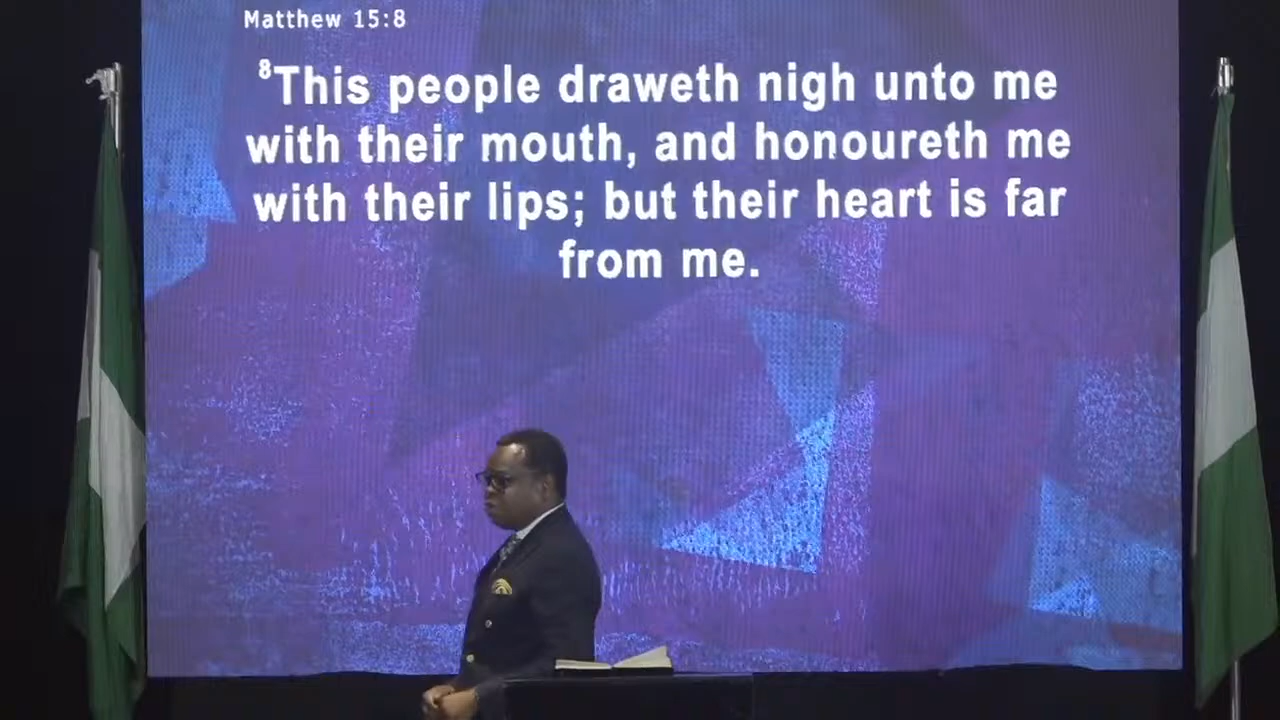 Matthew 15:8
⁸This people draweth nigh unto me
with their mouth, and honoureth me
with their lips; but their heart is far
from me.